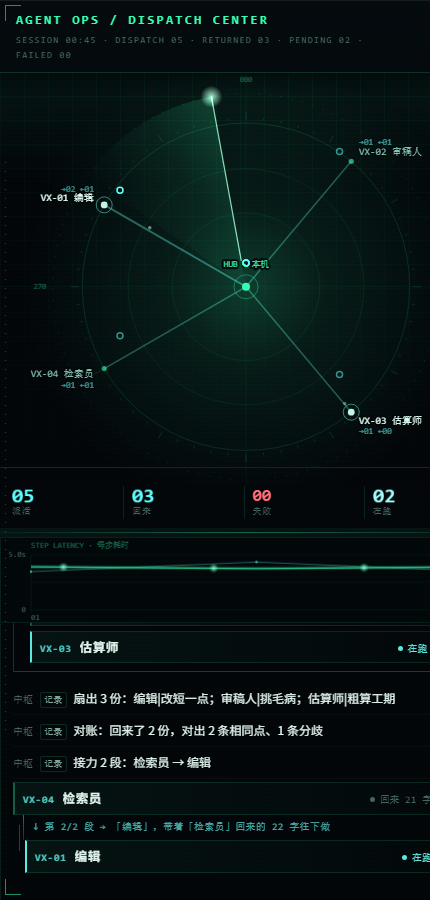 AGENT OPS / DISPATCH CENTER
SESSION 00:45 · DISPATCH 05 · RETURNED 03 · PENDING 02 ·
FAILED 00
000
→01 ←01
VX-02 审稿人
→02 ←01
VX-01 编辑
HUB 本机
270
VX-04 检索员
→01 ←01
VX-03 估算师
→01 ←00
05
派活
03
回来
00
失败
02
在跑
STEP LATENCY · 每步耗时
5.0s
0
01
VX-03 估算师
在跑
中枢 记录 扇出 3 份：编辑|改短一点；审稿人|挑毛病；估算师|粗算工期
中枢 记录 对账：回来了 2 份，对出 2 条相同点、1 条分歧
中枢 记录 接力 2 段：检索员 → 编辑
VX-04 检索员
回来 21 字
↓ 第 2/2 段 → 「编辑」，带着「检索员」回来的 22 字往下做
VX-01 编辑
在跑